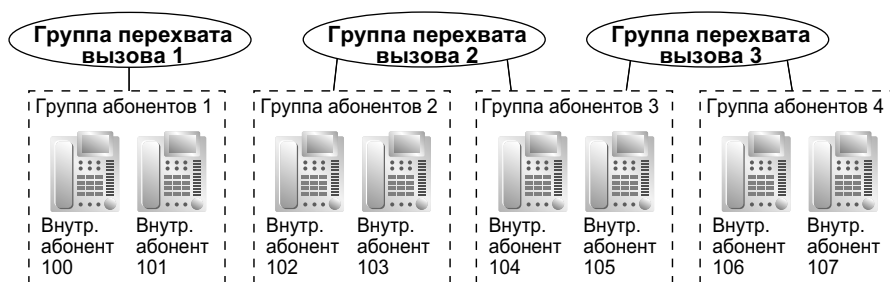 Группа перехвата
вызова 1
Группа перехвата
вызова 2
Группа перехвата
вызова 3
Группа абонентов 1
Группа абонентов 2
Группа абонентов 3
Группа абонентов 4
Внутр.
абонент
100
Внутр.
абонент
101
Внутр.
абонент
102
Внутр.
абонент
103
Внутр.
абонент
104
Внутр.
абонент
105
Внутр.
абонент
106
Внутр.
абонент
107